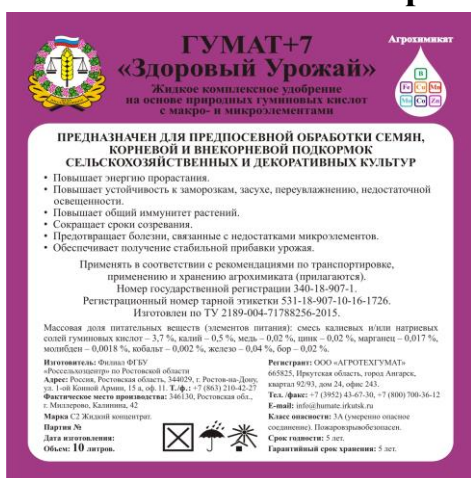 ГУМАТ+7
«Здоровый Урожай»
Жидкое комплексное удобрение
на основе природных гуминовых кислот
с макро- и микроэлементами
Агрохимикат
B
Fe Cu Mn
Mo Co Zn
ПРЕДНАЗНАЧЕН ДЛЯ ПРЕДПОСЕВНОЙ ОБРАБОТКИ СЕМЯН,
КОРНЕВОЙ И ВНЕКОРНЕВОЙ ПОДКОРМОК
СЕЛЬСКОХОЗЯЙСТВЕННЫХ И ДЕКОРАТИВНЫХ КУЛЬТУР
• Повышает энергию прорастания.
• Повышает устойчивость к заморозкам, засухе, переувлажнению, недостаточной
освещенности.
• Повышает общий иммунитет растений.
• Сокращает сроки созревания.
• Предотвращает болезни, связанные с недостатками микроэлементов.
• Обеспечивает получение стабильной прибавки урожая.
Применять в соответствии с рекомендациями по транспортировке,
применению и хранению агрохимиката (прилагаются).
Номер государственной регистрации 340-18-907-1.
Регистрационный номер тарной этикетки 531-18-907-10-16-1726.
Изготовлен по ТУ 2189-004-71788256-2015.
Массовая доля питательных веществ (элементов питания): смесь калиевых и/или натриевых
солей гуминовых кислот – 3,7 %, калий – 0,5 %, медь – 0,02 %, цинк – 0,02 %, марганец – 0,017 %,
молибден – 0,0018 %, кобальт – 0,002 %, железо – 0,04 %, бор – 0,02 %.
Изготовитель: Филиал ФГБУ
«Россельхозцентр» по Ростовской области
Адрес: Россия, Ростовская область, 344029, г. Ростов-на-Дону,
ул. 1-ой Конной Армии, 15 а, оф. 11. Т./ф.: +7 (863) 210-42-27
Фактическое место производства: 346130, Ростовская обл.,
г. Миллерово, Калинина, 42
Марка С2 Жидкий концентрат.
Партия №
Дата изготовления:
Объем: 10 литров.
Регистрант: ООО «АГРОТЕХГУМАТ»
665825, Иркутская область, город Ангарск,
квартал 92/93, дом 24, офис 243.
Тел. /факс: +7 (3952) 43-67-30, +7 (800) 700-36-12
E-mail: info@humate.irkutsk.ru
Класс опасности: 3А (умеренно опасное
соединение). Пожаровзрывобезопасен.
Срок годности: 5 лет.
Гарантийный срок хранения: 5 лет.